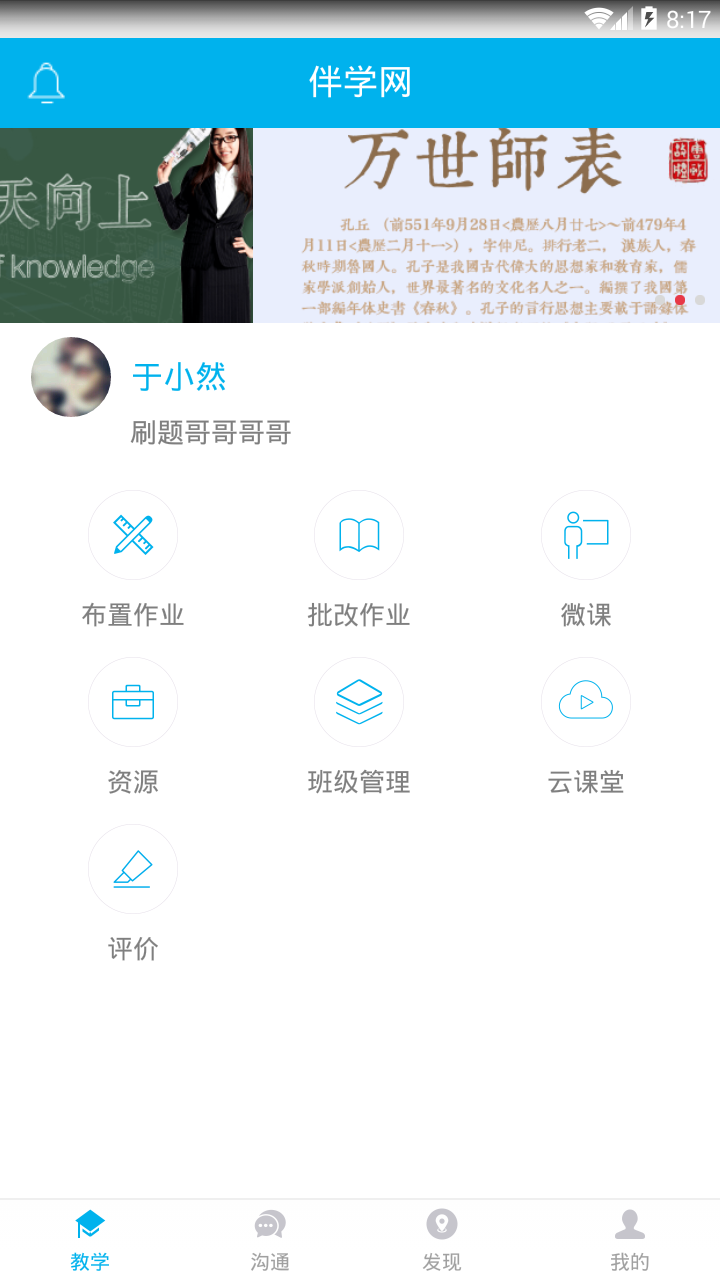 8:17
伴学网
天向上
f knowledge
万世師表
孔丘（前551年9月28日<農歷八月廿七>～前479年4
月11日<農歷二月十一>），字仲尼。排行老二，漢族人，春
秋時期魯國人。孔子是我國古代偉大的思想家和教育家，儒
家學派創始人，世界最著名的文化名人之一。編撰了我國第
一部編年体史書《春秋》。孔子的言行思想主要載于語錄体
于小然
刷题哥哥哥哥
布置作业
批改作业
微课
资源
班级管理
云课堂
评价
教学
沟通
发现
我的